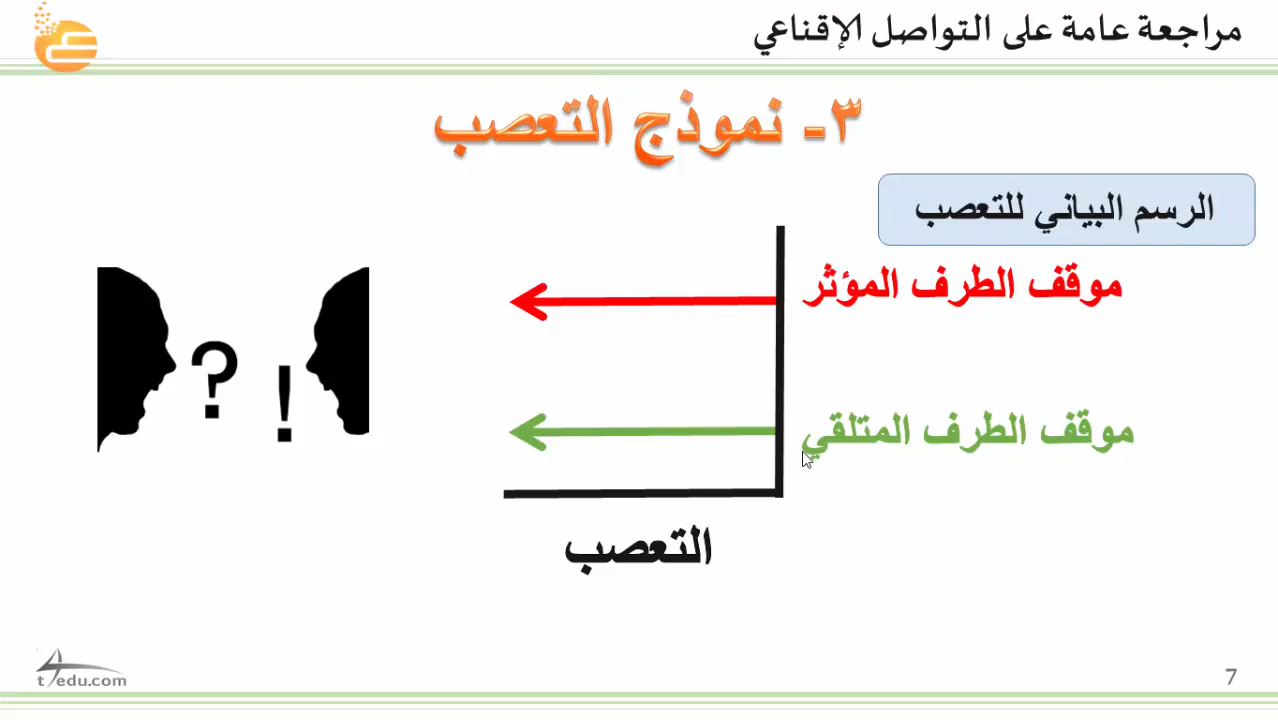 مراجعة عامة على التواصل الإقناعي
٣- نموذج التعصب
الرسم البياني للتعصب
موقف الطرف المؤثر
? !
موقف الطرف المتلقي
التعصب
t4edu.com
7